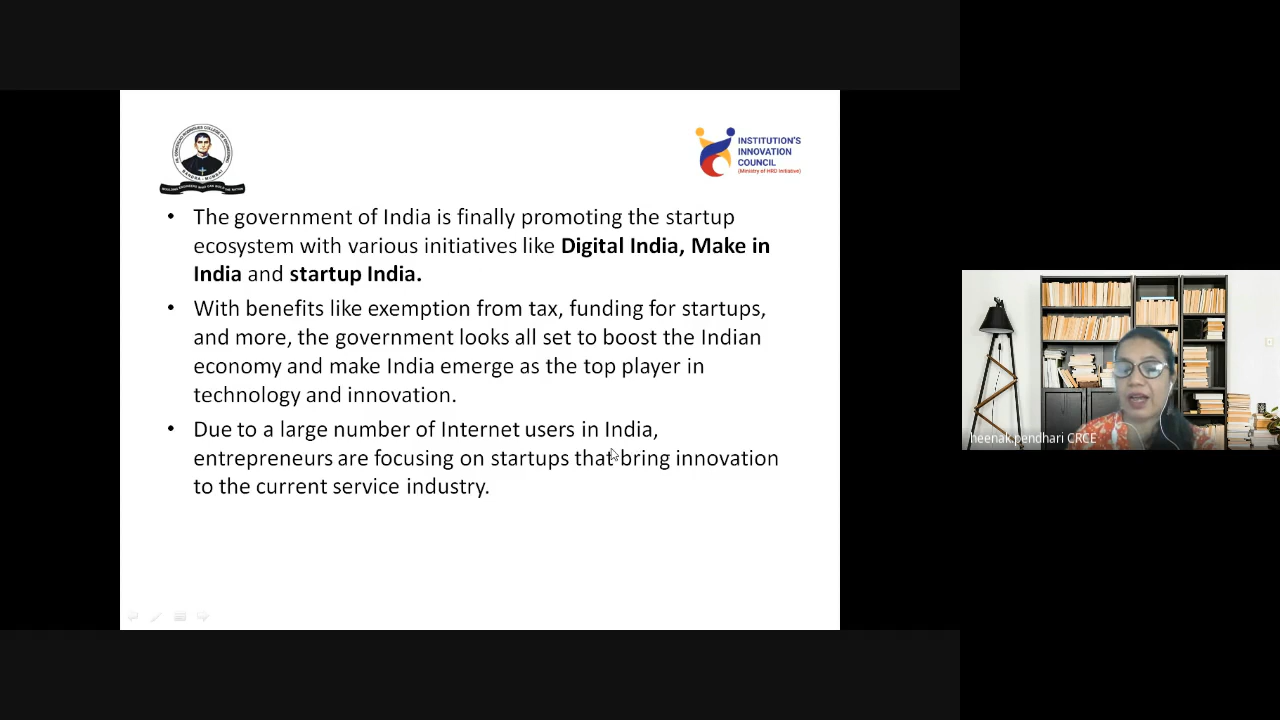 INSTITUTION'S
INNOVATION
COUNCIL
(Ministry of HRD Initiative)
• The government of India is finally promoting the startup
ecosystem with various initiatives like Digital India, Make in
India and startup India.
• With benefits like exemption from tax, funding for startups,
and more, the government looks all set to boost the Indian
economy and make India emerge as the top player in
technology and innovation.
• Due to a large number of Internet users in India,
entrepreneurs are focusing on startups that bring innovation
to the current service industry.
heenak.pendhari CRCE